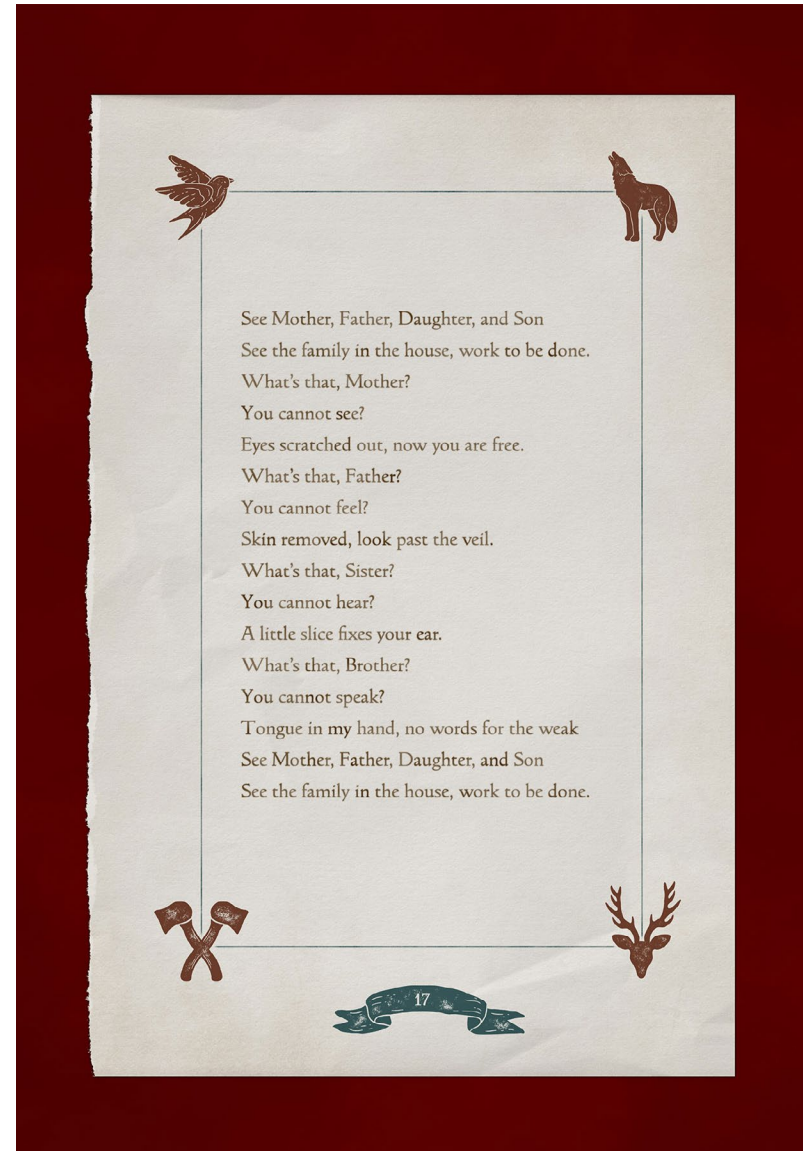 See Mother, Father, Daughter, and Son
See the family in the house, work to be done.
What's that, Mother?
You cannot see?
Eyes scratched out, now you are free.
What's that, Father?
You cannot feel?
Skin removed, look past the veil.
What's that, Sister?
You cannot hear?
A little slice fixes your ear.
What's that, Brother?
You cannot speak?
Tongue in my hand, no words for the weak
See Mother, Father, Daughter, and Son
See the family in the house, work to be done.
17